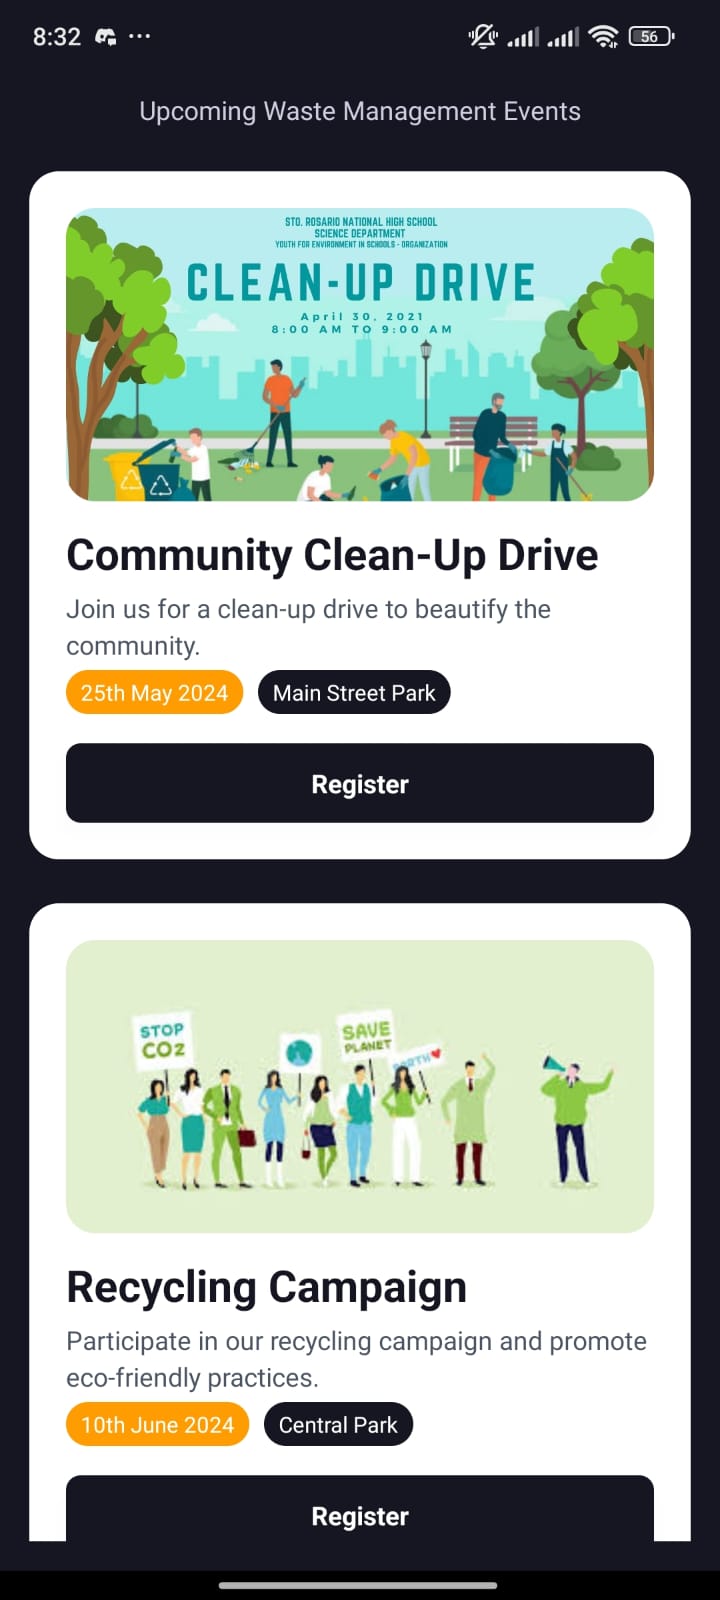 8:32
56
Upcoming Waste Management Events
STO. ROSARIO NATIONAL HIGH SCHOOL
SCIENCE DEPARTMENT
YOUTH FOR ENVIRONMENT IN SCHOOLS - ORGANIZATION
CLEAN-UP DRIVE
April 30, 2021
8:00 AM TO 9:00 AM
Community Clean-Up Drive
Join us for a clean-up drive to beautify the
community.
25th May 2024
Main Street Park
Register
STOP
CO2
SAVE
PLANET
Recycling Campaign
Participate in our recycling campaign and promote
eco-friendly practices.
10th June 2024
Central Park
Register